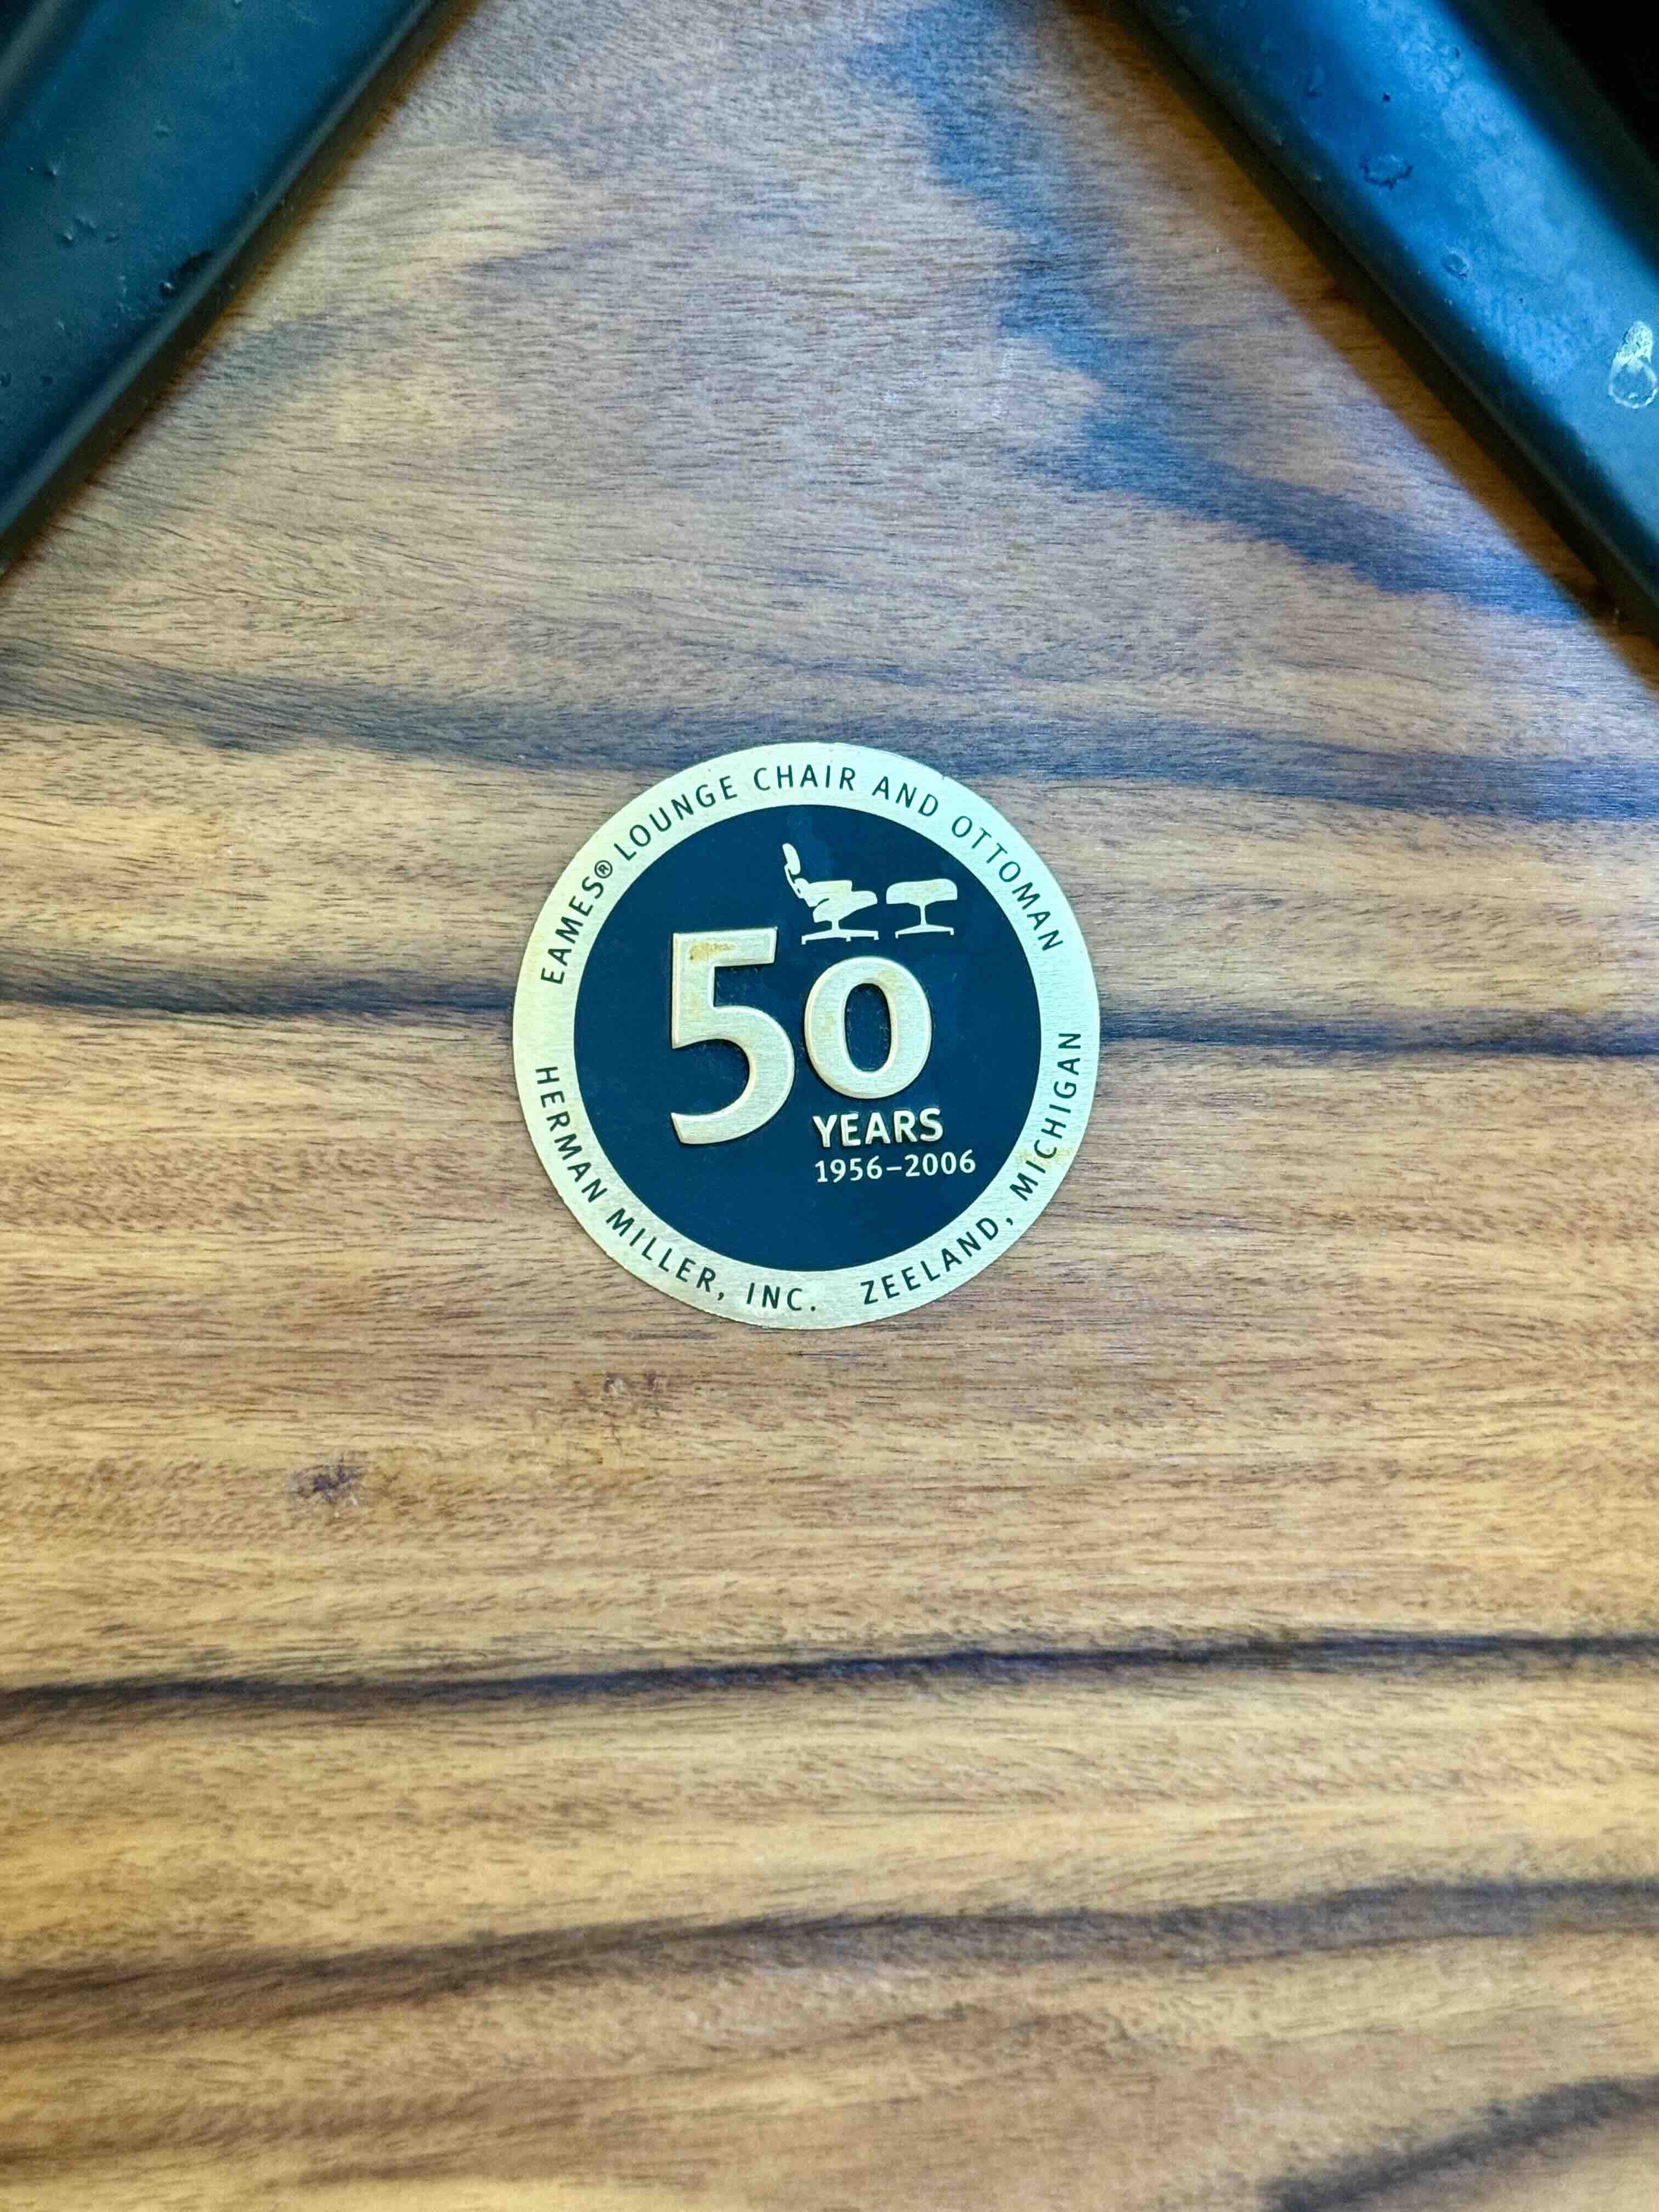 EAMES® LOUNGE CHAIR AND OTTOMAN
50
YEARS
1956–2006
HERMAN MILLER, INC. ZEELAND, MICHIGAN